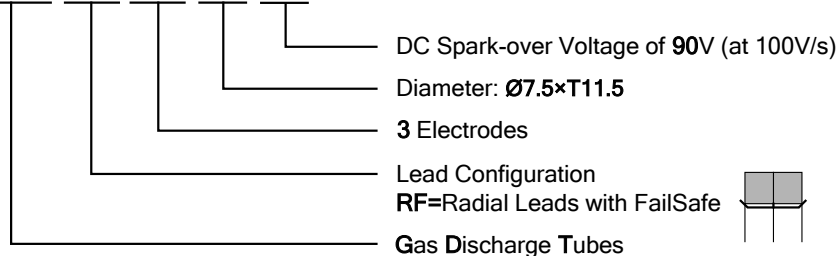 DC Spark-over Voltage of 90V (at 100V/s)
Diameter: Ø7.5×T11.5
3 Electrodes
Lead Configuration
RF=Radial Leads with FailSafe
Gas Discharge Tubes